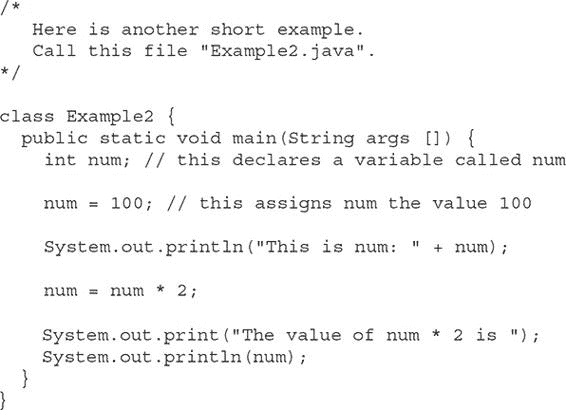 /*
   Here is another short example.
   Call this file "Example2.java".
*/

class Example2 {
  public static void main(String args []) {
    int num; // this declares a variable called num

    num = 100; // this assigns num the value 100

    System.out.println("This is num: " + num);

    num = num * 2;

    System.out.print("The value of num * 2 is ");
    System.out.println(num);
  }
}